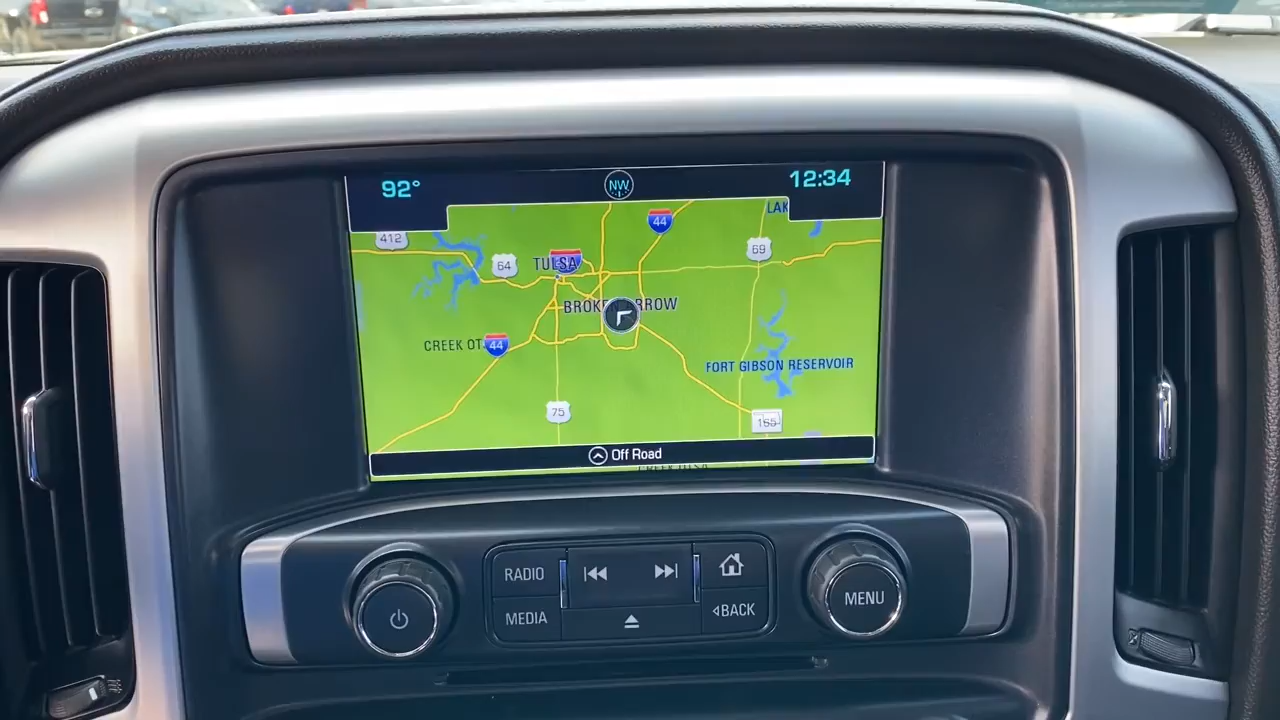 92°
NW
12:34
LAK
44
412
69
64
TULSA
BROKEN ARROW
CREEK OT
44
FORT GIBSON RESERVOIR
75
165
Off Road
RADIO
MEDIA
BACK
MENU